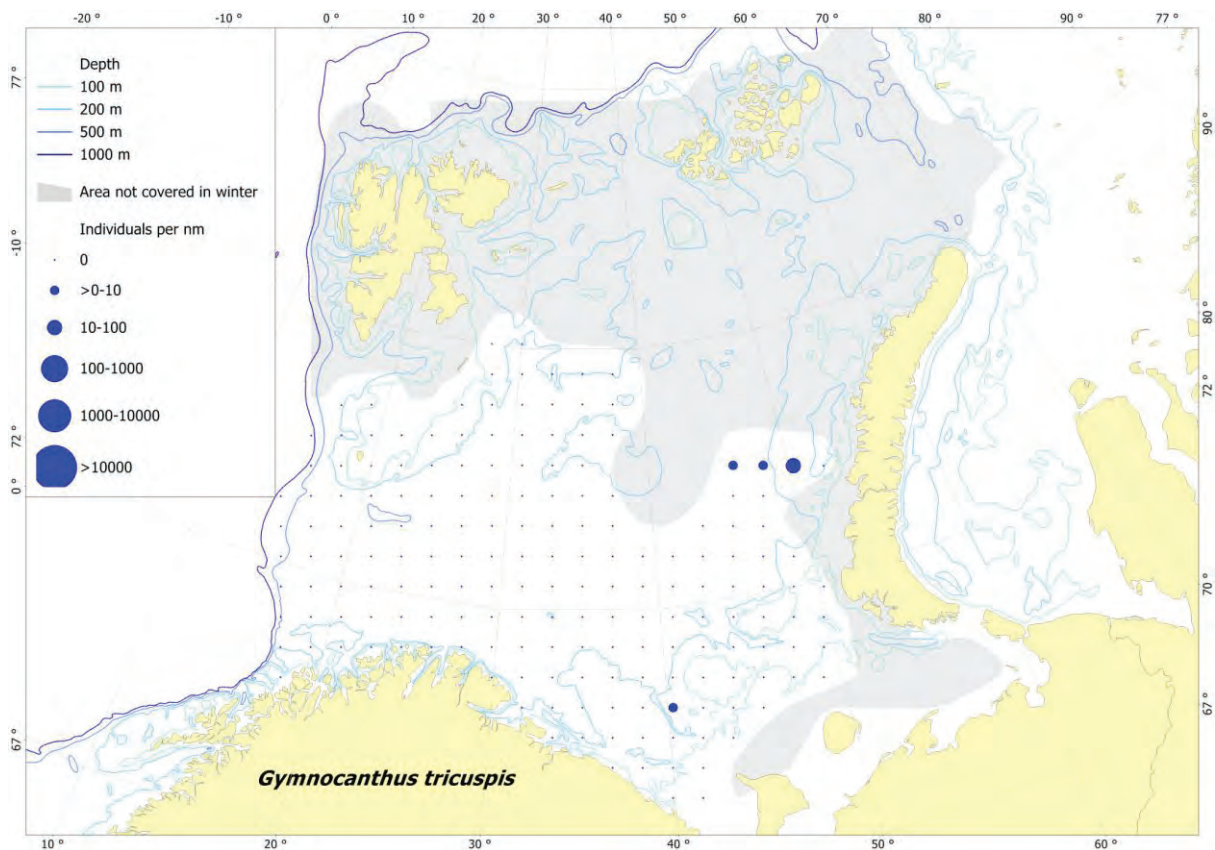 -20 ° -10 ° 0 ° 10 ° 20 ° 30 ° 40 ° 50 ° 60 ° 70 ° 80 ° 90 ° 77 °
77 °
-10 °
72 °
0 °
67 °
Depth
100 m
200 m
500 m
1000 m
Area not covered in winter
Individuals per nm
0
>0-10
10-100
100-1000
1000-10000
>10000
90 °
80 °
72 °
70 °
67 °
Gymnocanthus tricuspis
10 ° 20 ° 30 ° 40 ° 50 ° 60 °